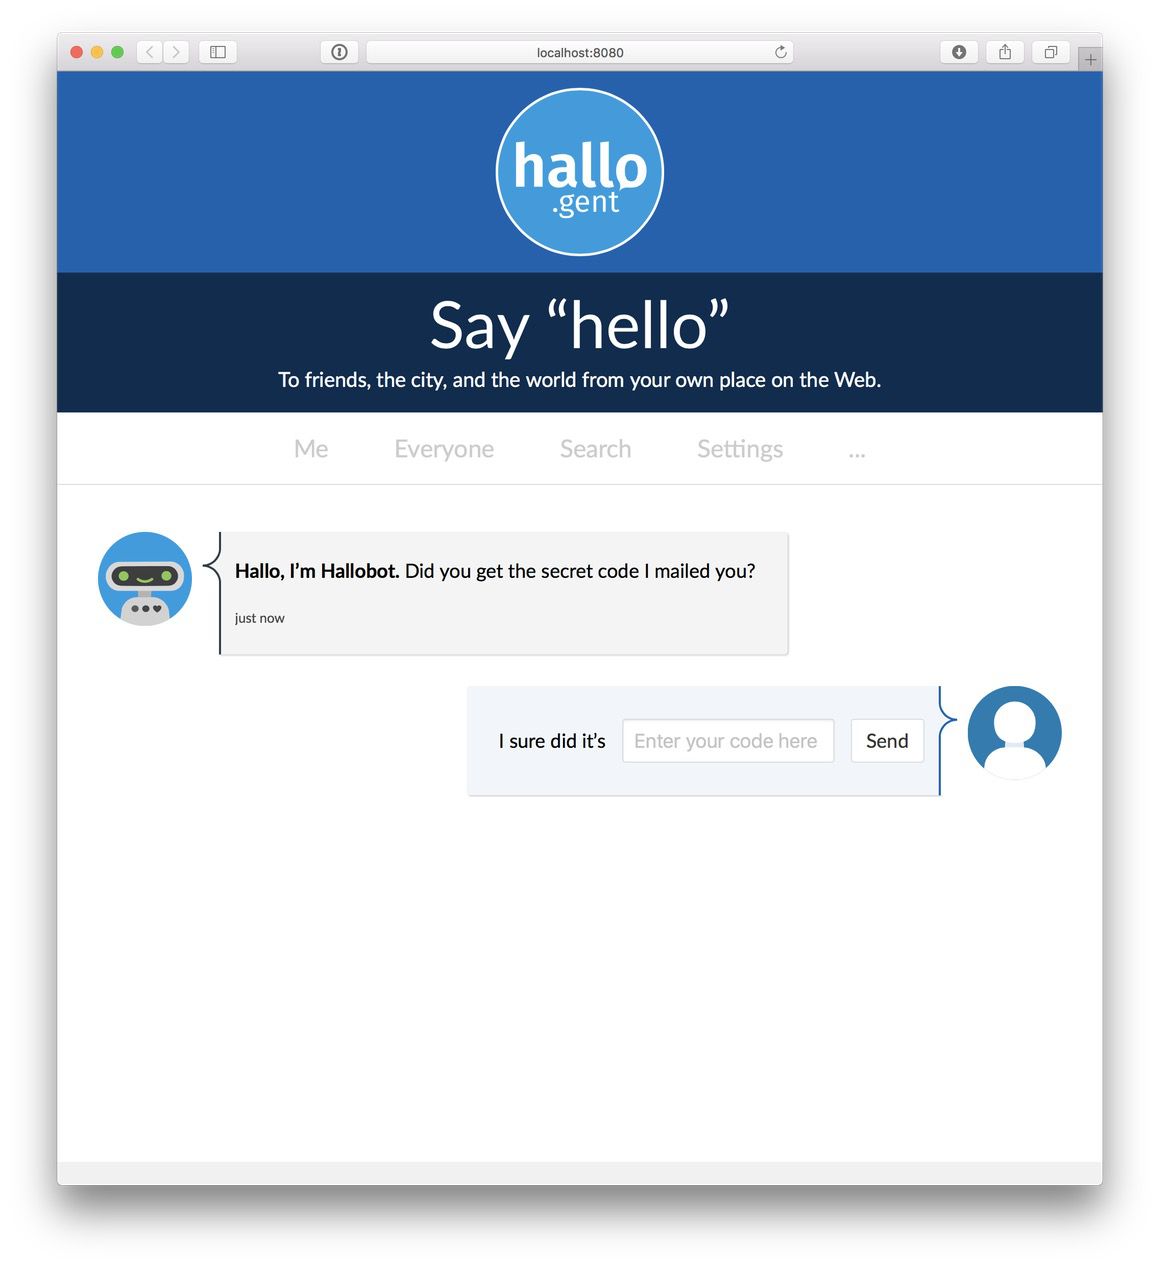 localhost:8080
hallo
.gent
Say “hello”
To friends, the city, and the world from your own place on the Web.
Me Everyone Search Settings ...
Hallo, I’m Hallobot. Did you get the secret code I mailed you?
just now
I sure did it’s Enter your code here Send